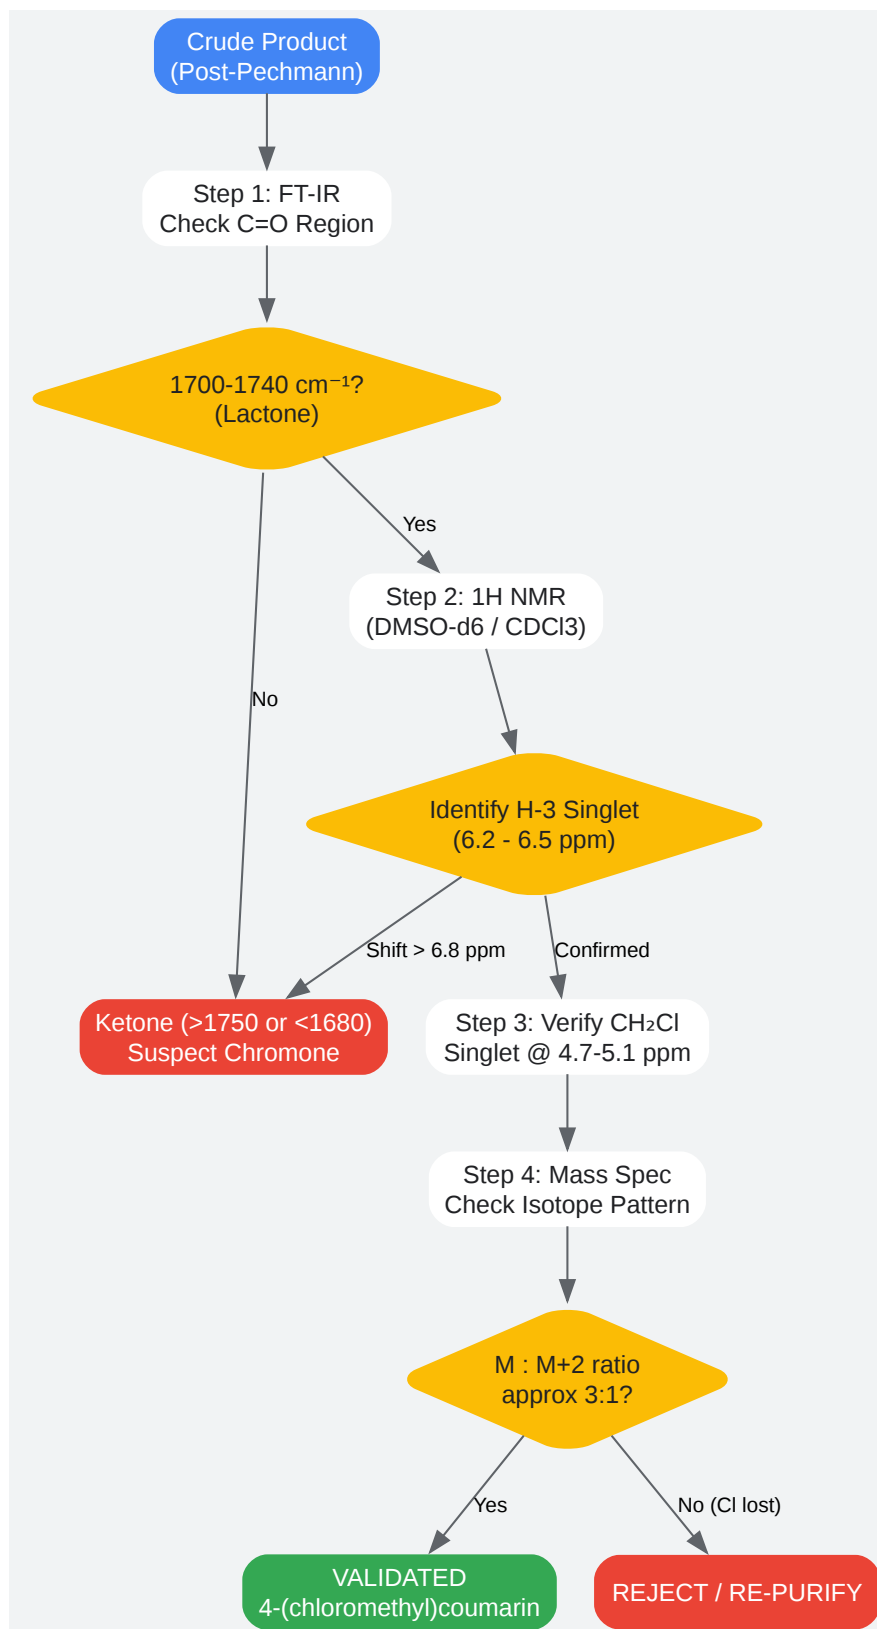 Crude Product
(Post-Pechmann)
Step 1: FT-IR
Check C=O Region
1700-1740 cm⁻¹?
(Lactone)
Yes
Step 2: 1H NMR
(DMSO-d6 / CDCl3)
No
Identify H-3 Singlet
(6.2 - 6.5 ppm)
Shift > 6.8 ppm
Confirmed
Ketone (>1750 or <1680)
Suspect Chromone
Step 3: Verify CH₂Cl
Singlet @ 4.7-5.1 ppm
Step 4: Mass Spec
Check Isotope Pattern
M : M+2 ratio
approx 3:1?
Yes
No (Cl lost)
VALIDATED
4-(chloromethyl)coumarin
REJECT / RE-PURIFY